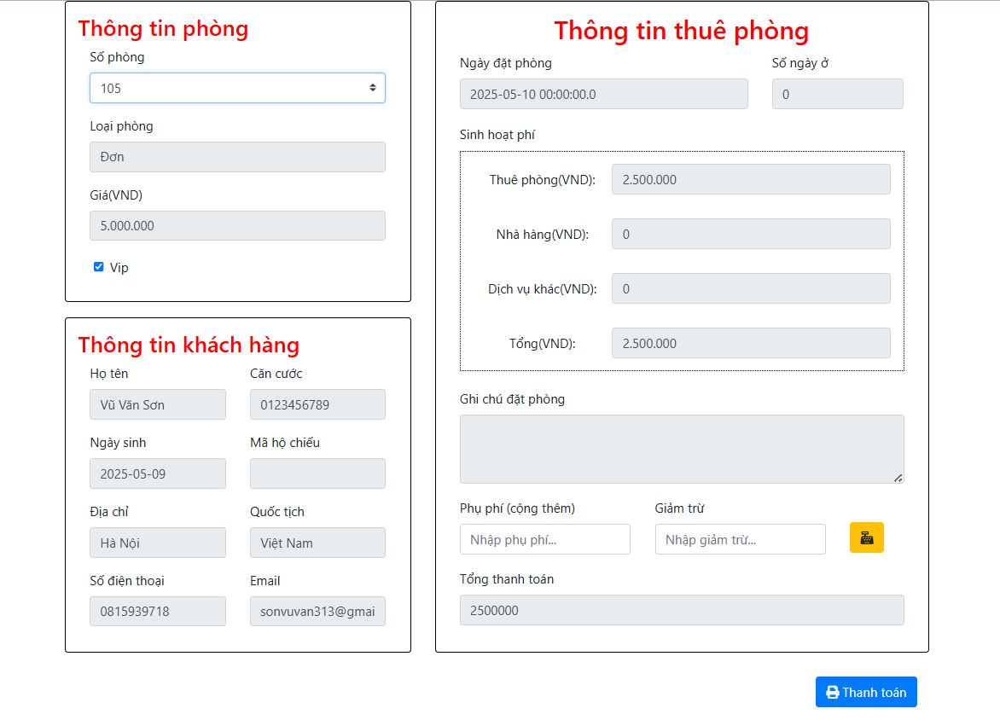 Thông tin phòng
Số phòng
105
Loại phòng
Đơn
Giá(VND)
5.000.000
Vip
Thông tin khách hàng
Họ tên Căn cước
Vũ Văn Sơn 0123456789
Ngày sinh Mã hộ chiếu
2025-05-09
Địa chỉ Quốc tịch
Hà Nội Việt Nam
Số điện thoại Email
0815939718 sonvuvan313@gmai
Thông tin thuê phòng
Ngày đặt phòng Số ngày ở
2025-05-10 00:00:00.0 0
Sinh hoạt phí
Thuê phòng(VND): 2.500.000
Nhà hàng(VND): 0
Dịch vụ khác(VND): 0
Tổng(VND): 2.500.000
Ghi chú đặt phòng
Phụ phí (cộng thêm) Giảm trừ
Nhập phụ phí... Nhập giảm trừ...
Tổng thanh toán
2500000
Thanh toán